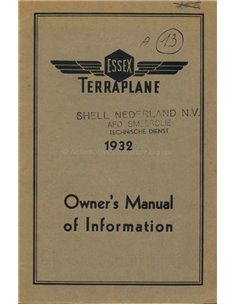 A 13
ESSEX
TERRAPLANE
SHELL NEDERLAND N.V.
AFD SMEEROLIE
TECHNISCHE DIENST
1932
Owner's Manual
of Information